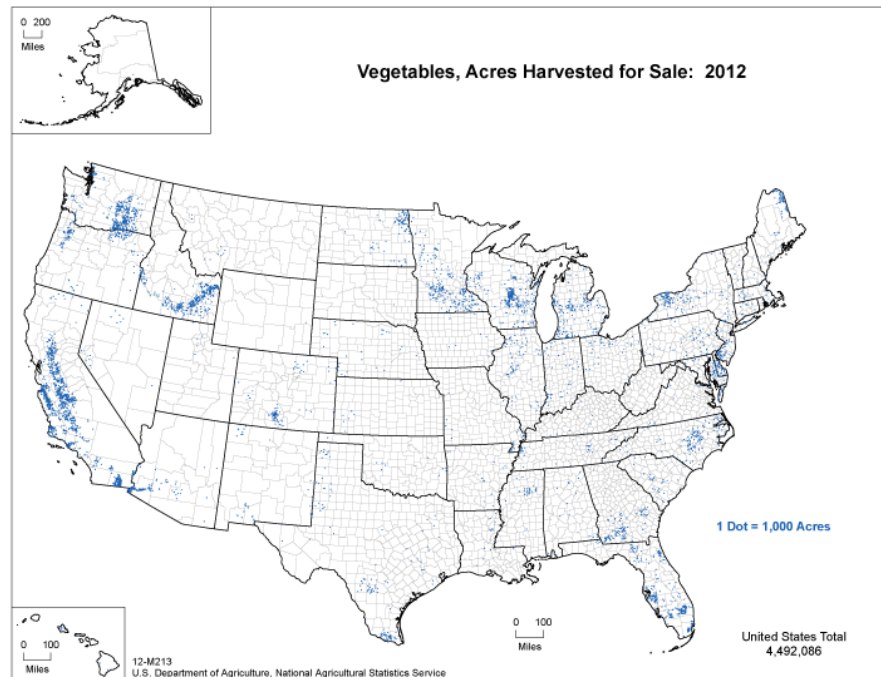 0 200
Miles
Vegetables, Acres Harvested for Sale: 2012
1 Dot = 1,000 Acres
0 100
Miles
0 100
Miles
United States Total
4,492,086
12-M213
U.S. Department of Agriculture, National Agricultural Statistics Service